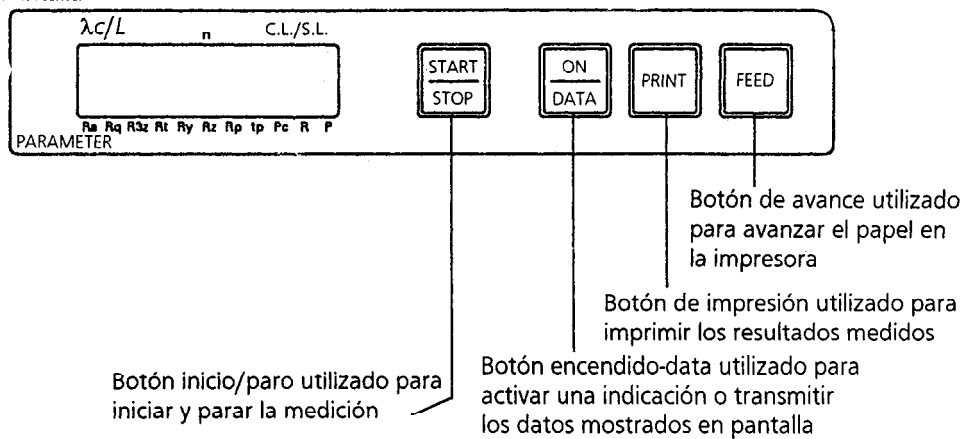 λc/L n C.L./S.L.
START
STOP
ON
DATA
PRINT
FEED
Ra Rq R3z Rt Ry Rz Rp tp Pc R P
PARAMETER
Botón de avance utilizado
para avanzar el papel en
la impresora
Botón de impresión utilizado para
imprimir los resultados medidos
Botón encendido-data utilizado para
activar una indicación o transmitir
los datos mostrados en pantalla
Botón inicio/paro utilizado para
iniciar y parar la medición